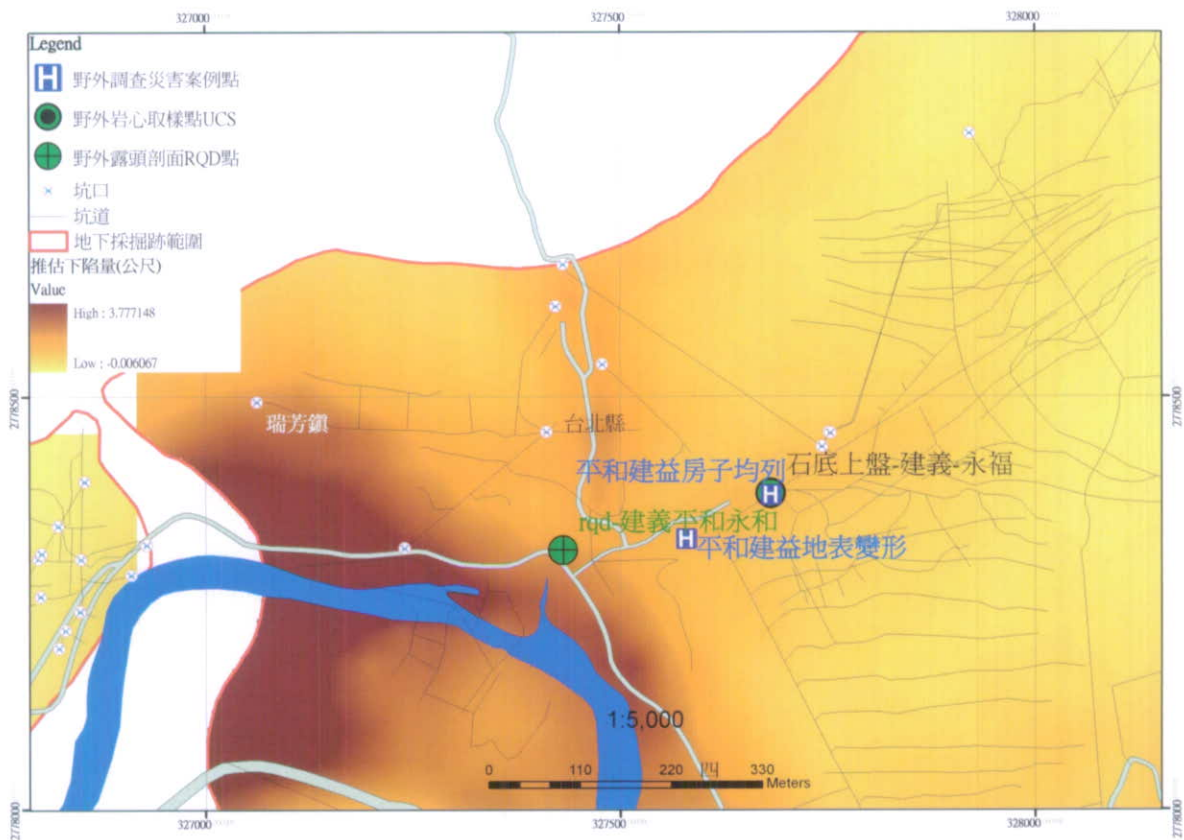 327000
327500
328000
Legend
野外調查災害案例點
野外岩心取樣點UCS
野外露頭剖面RQD點
坑口
坑道
地下採掘跡範圍
推估下陷量(公尺)
Value
High : 3.777148
Low : -0.006067
2778500
2778500
瑞芳鎮
台北縣
平和建益房子均列
石底上盤-建義-永福
rqd-建義平和永和
平和建益地表變形
1:5,000
0 110 220 四 330
Meters
2778000
2778000
327000
327500
328000